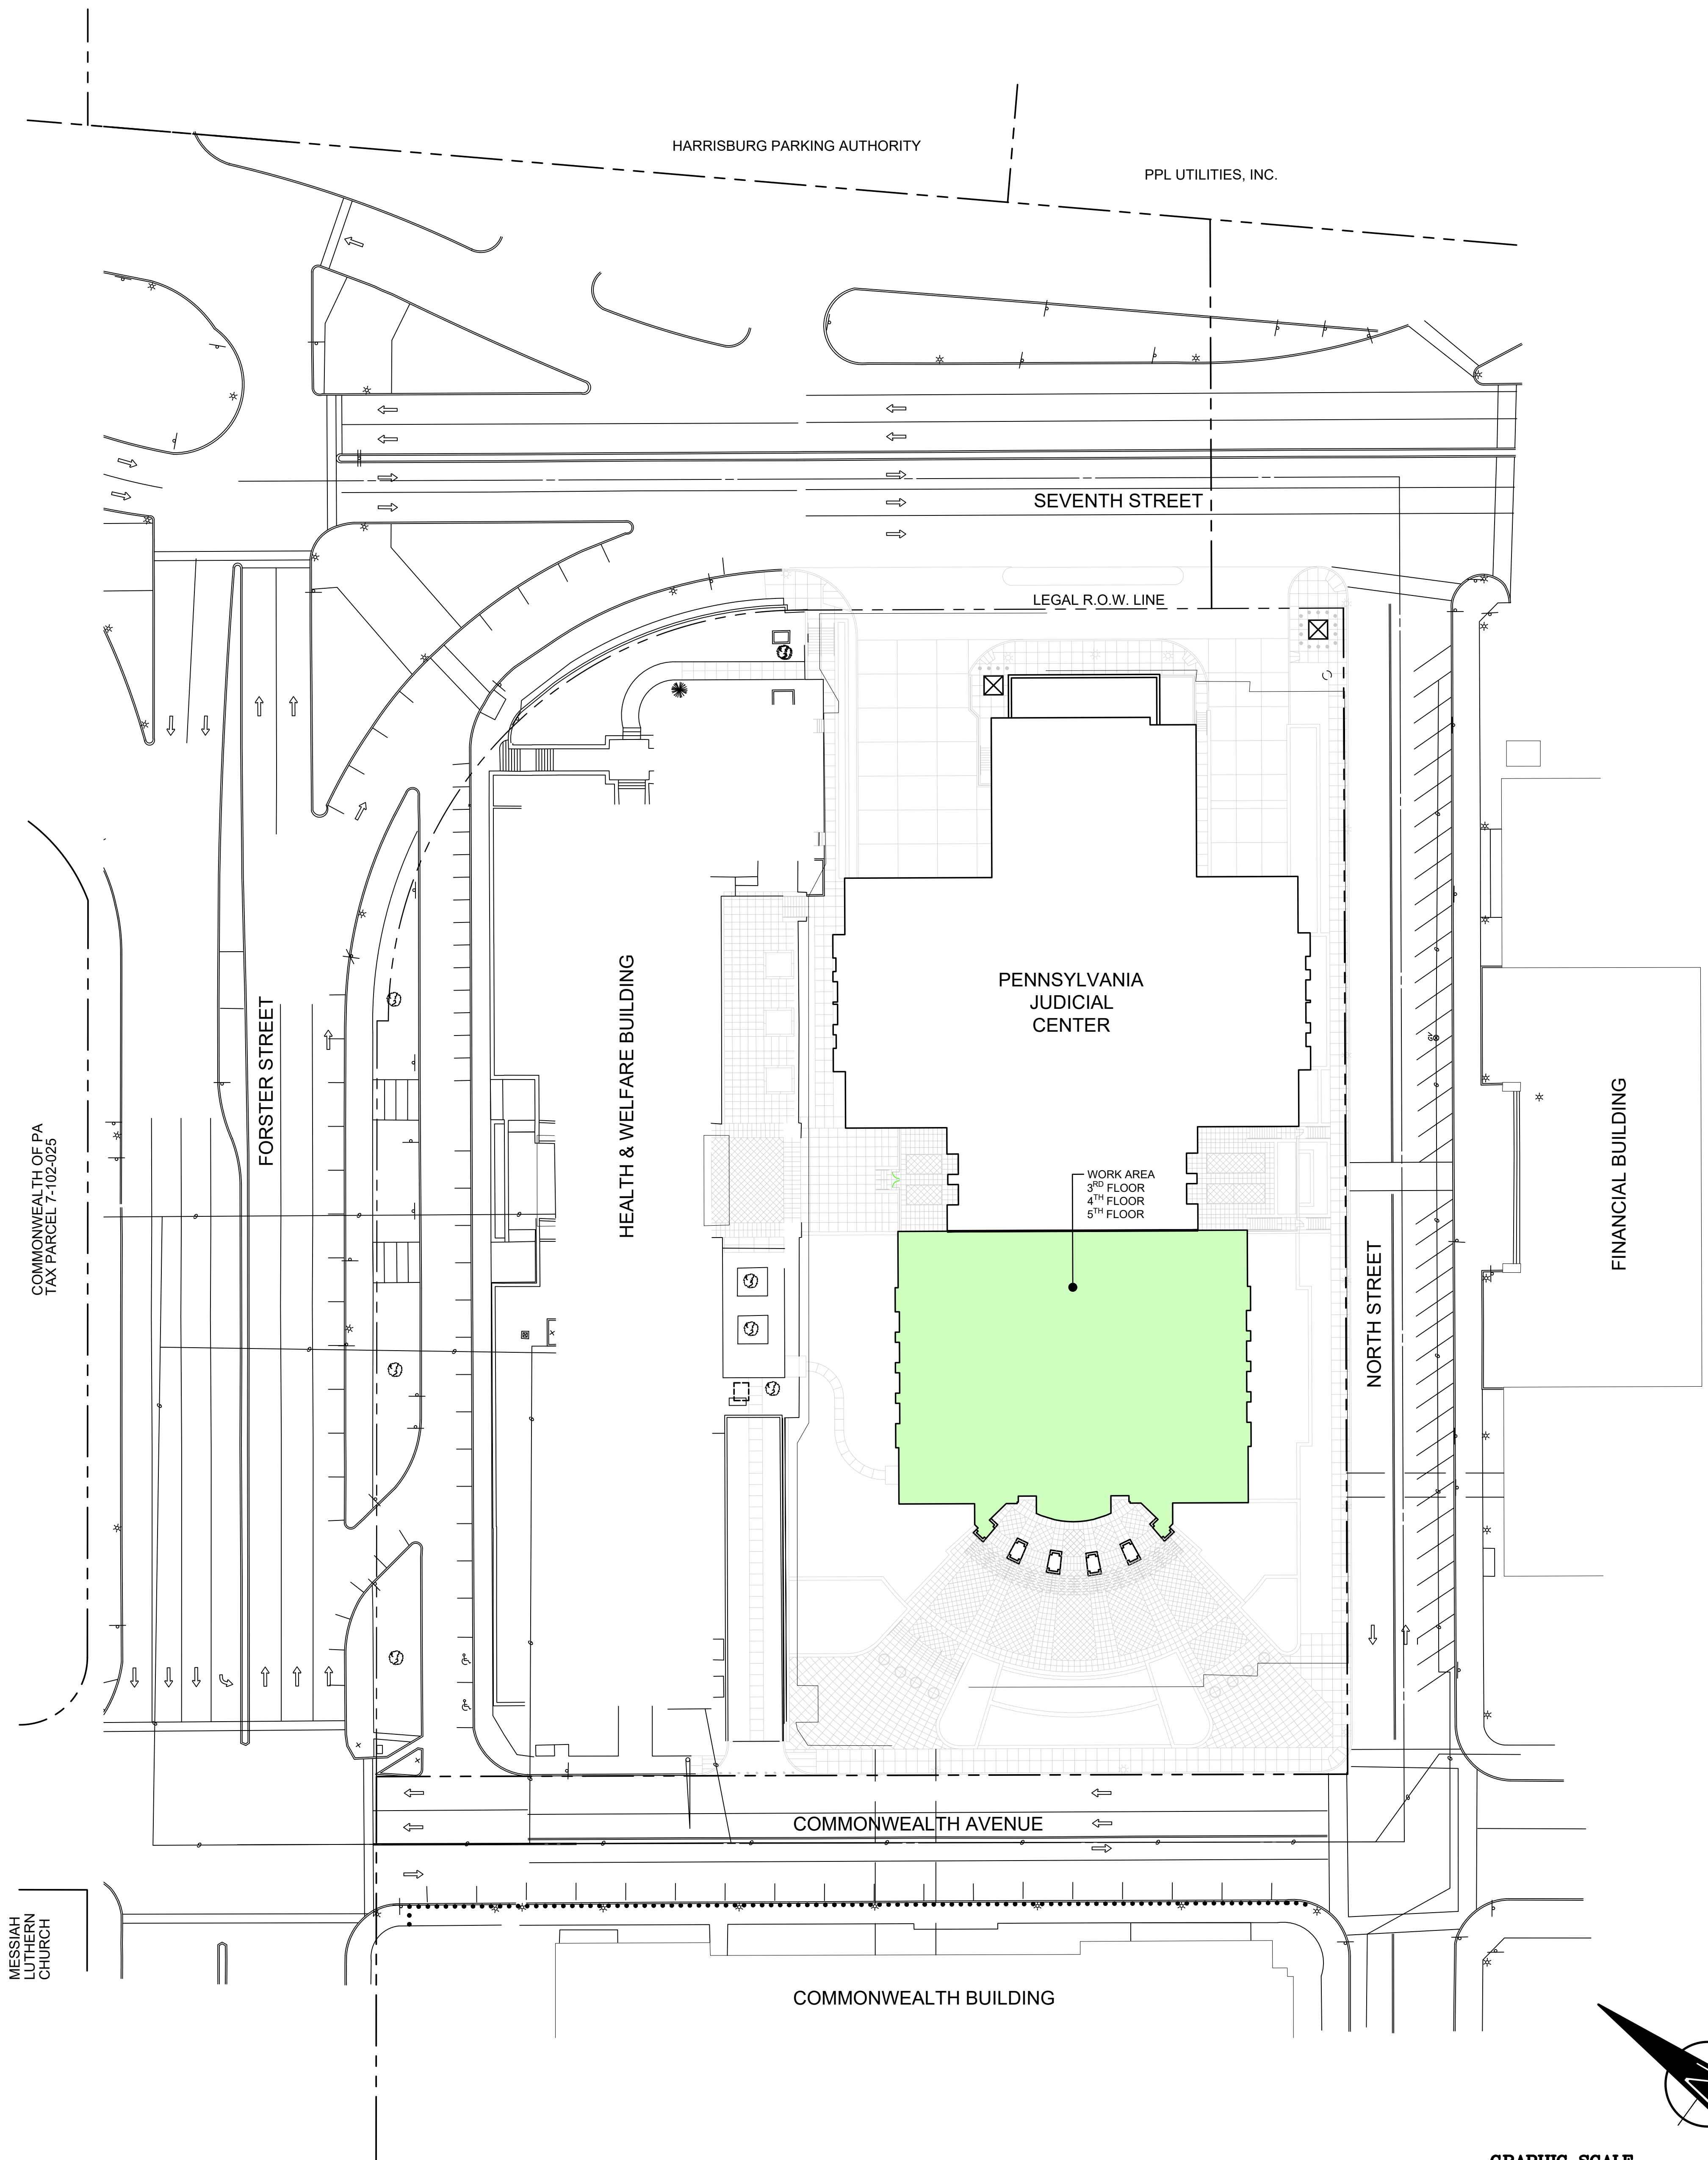 HARRISBURG PARKING AUTHORITY
PPL UTILITIES, INC.
SEVENTH STREET
LEGAL R.O.W. LINE
PENNSYLVANIA
JUDICIAL
CENTER
HEALTH & WELFARE BUILDING
FORSTER STREET
COMMONWEALTH OF PA
TAX PARCEL 7-102-025
WORK AREA
3RD FLOOR
4TH FLOOR
5TH FLOOR
NORTH STREET
FINANCIAL BUILDING
COMMONWEALTH AVENUE
MESSIAH
LUTHERN
CHURCH
COMMONWEALTH BUILDING
GRAPHIC SCALE